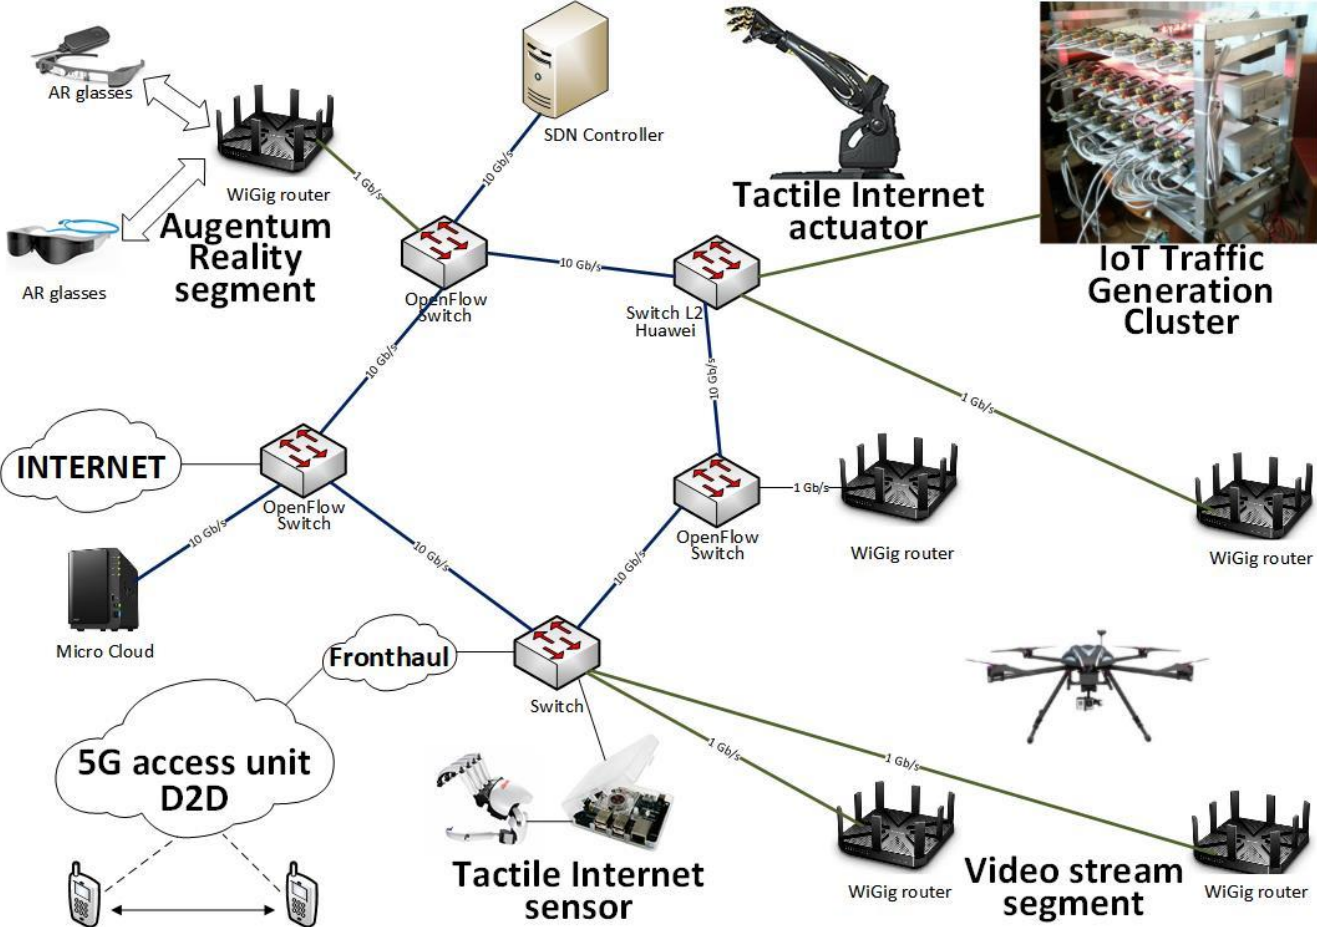 AR glasses
SDN Controller
10 Gb/s
WiGig router
1 Gb/s
Tactile Internet
actuator
Augentum
Reality
segment
AR glasses
OpenFlow
Switch
10 Gb/s
Switch L2
Huawei
IoT Traffic
Generation
Cluster
10 Gb/s
10 Gb/s
1 Gb/s
INTERNET
OpenFlow
Switch
10 Gb/s
10 Gb/s
1 Gb/s
OpenFlow
Switch
WiGig router
WiGig router
10 Gb/s
Micro Cloud
Fronthaul
Switch
5G access unit
D2D
1 Gb/s
1 Gb/s
Tactile Internet
sensor
WiGig router
Video stream
segment
WiGig router